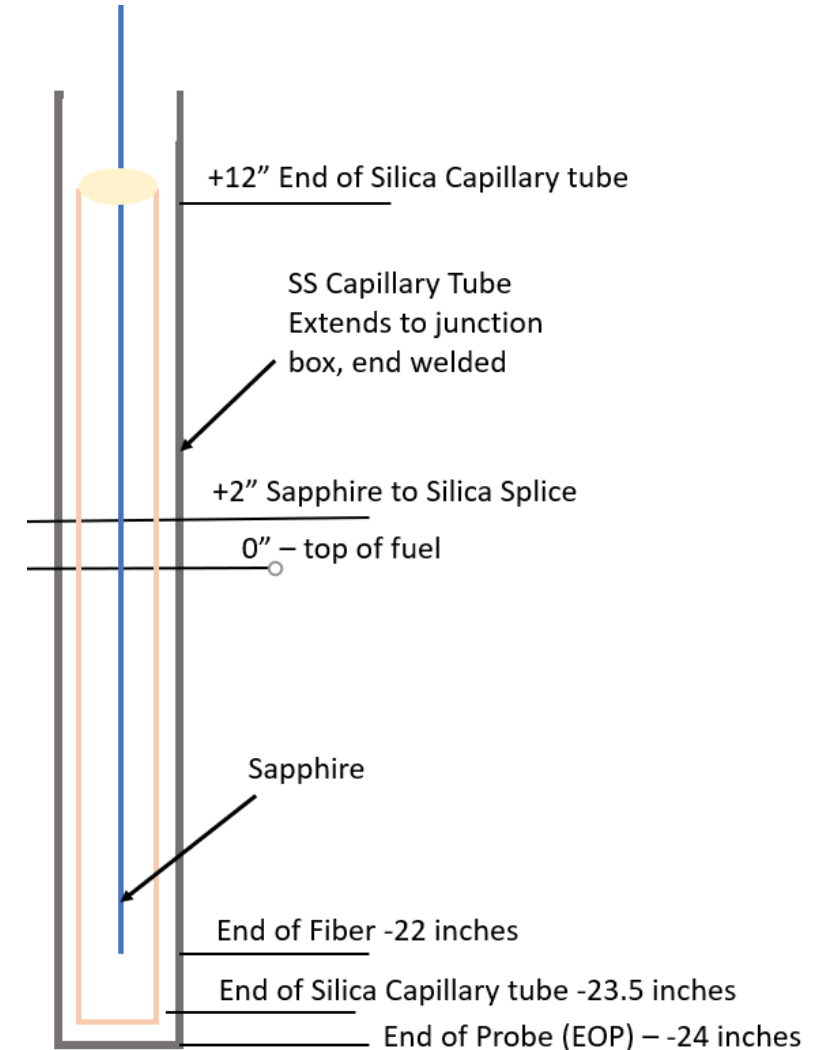 +12” End of Silica Capillary tube
SS Capillary Tube
Extends to junction
box, end welded
+2” Sapphire to Silica Splice
0” – top of fuel
Sapphire
End of Fiber -22 inches
End of Silica Capillary tube -23.5 inches
End of Probe (EOP) – -24 inches